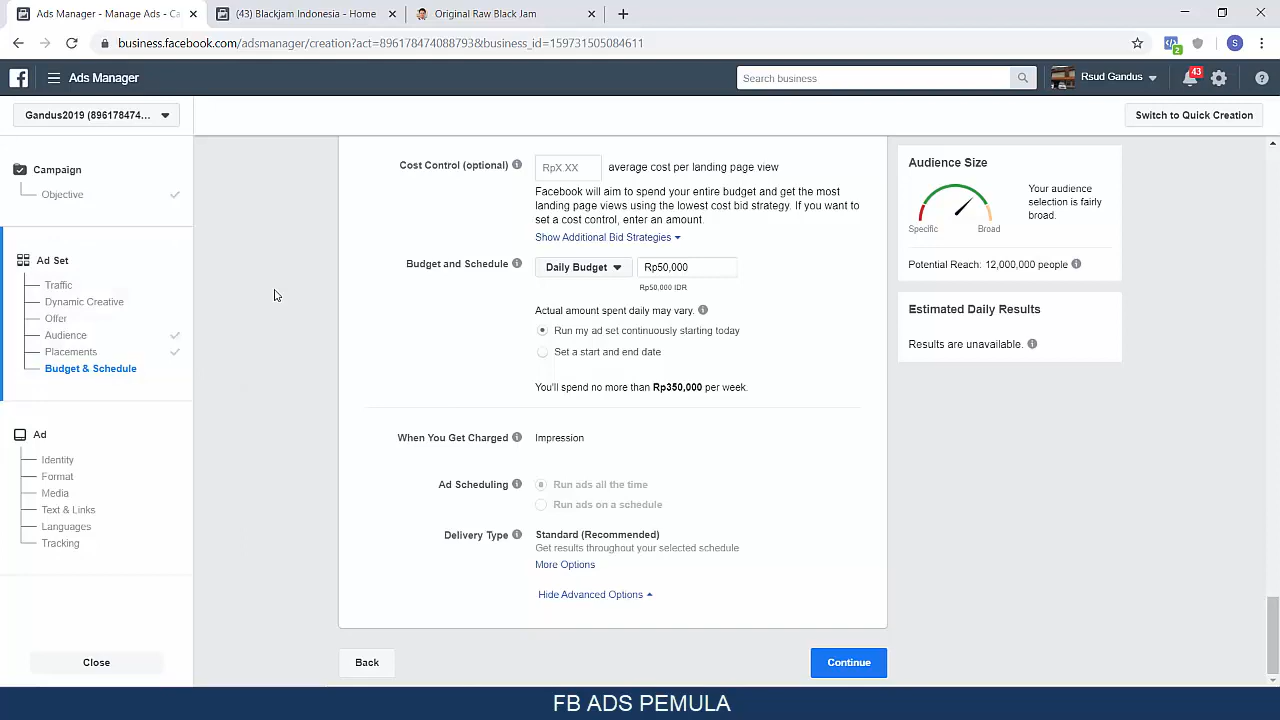 Ads Manager - Manage Ads - Ca
(43) Blackjam Indonesia - Home
Original Raw Black Jam
business.facebook.com/adsmanager/creation?act=896178474088793&business_id=159731505084611
S
2
Ads Manager
Search business
Rsud Gandus
43
Gandus2019 (896178474...
Switch to Quick Creation
Campaign
Objective
Ad Set
Traffic
Dynamic Creative
Offer
Audience
Placements
Budget & Schedule
Ad
Identity
Format
Media
Text & Links
Languages
Tracking
Close
Cost Control (optional)
RpX XX
average cost per landing page view
Facebook will aim to spend your entire budget and get the most
landing page views using the lowest cost bid strategy. If you want to
set a cost control, enter an amount.
Show Additional Bid Strategies
Budget and Schedule
Daily Budget
Rp50,000
Rp50,000 IDR
Actual amount spent daily may vary.
Run my ad set continuously starting today
Set a start and end date
You'll spend no more than Rp350,000 per week.
When You Get Charged
Impression
Ad Scheduling
Run ads all the time
Run ads on a schedule
Delivery Type
Standard (Recommended)
Get results throughout your selected schedule
More Options
Hide Advanced Options
Back
Continue
Audience Size
Your audience
selection is fairly
broad.
Specific
Broad
Potential Reach: 12,000,000 people
Estimated Daily Results
Results are unavailable.
FB ADS PEMULA